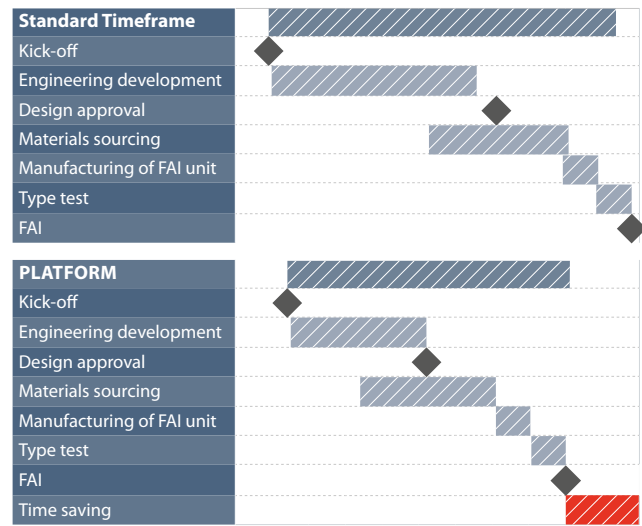 Standard Timeframe
Kick-off
Engineering development
Design approval
Materials sourcing
Manufacturing of FAI unit
Type test
FAI
PLATFORM
Kick-off
Engineering development
Design approval
Materials sourcing
Manufacturing of FAI unit
Type test
FAI
Time saving